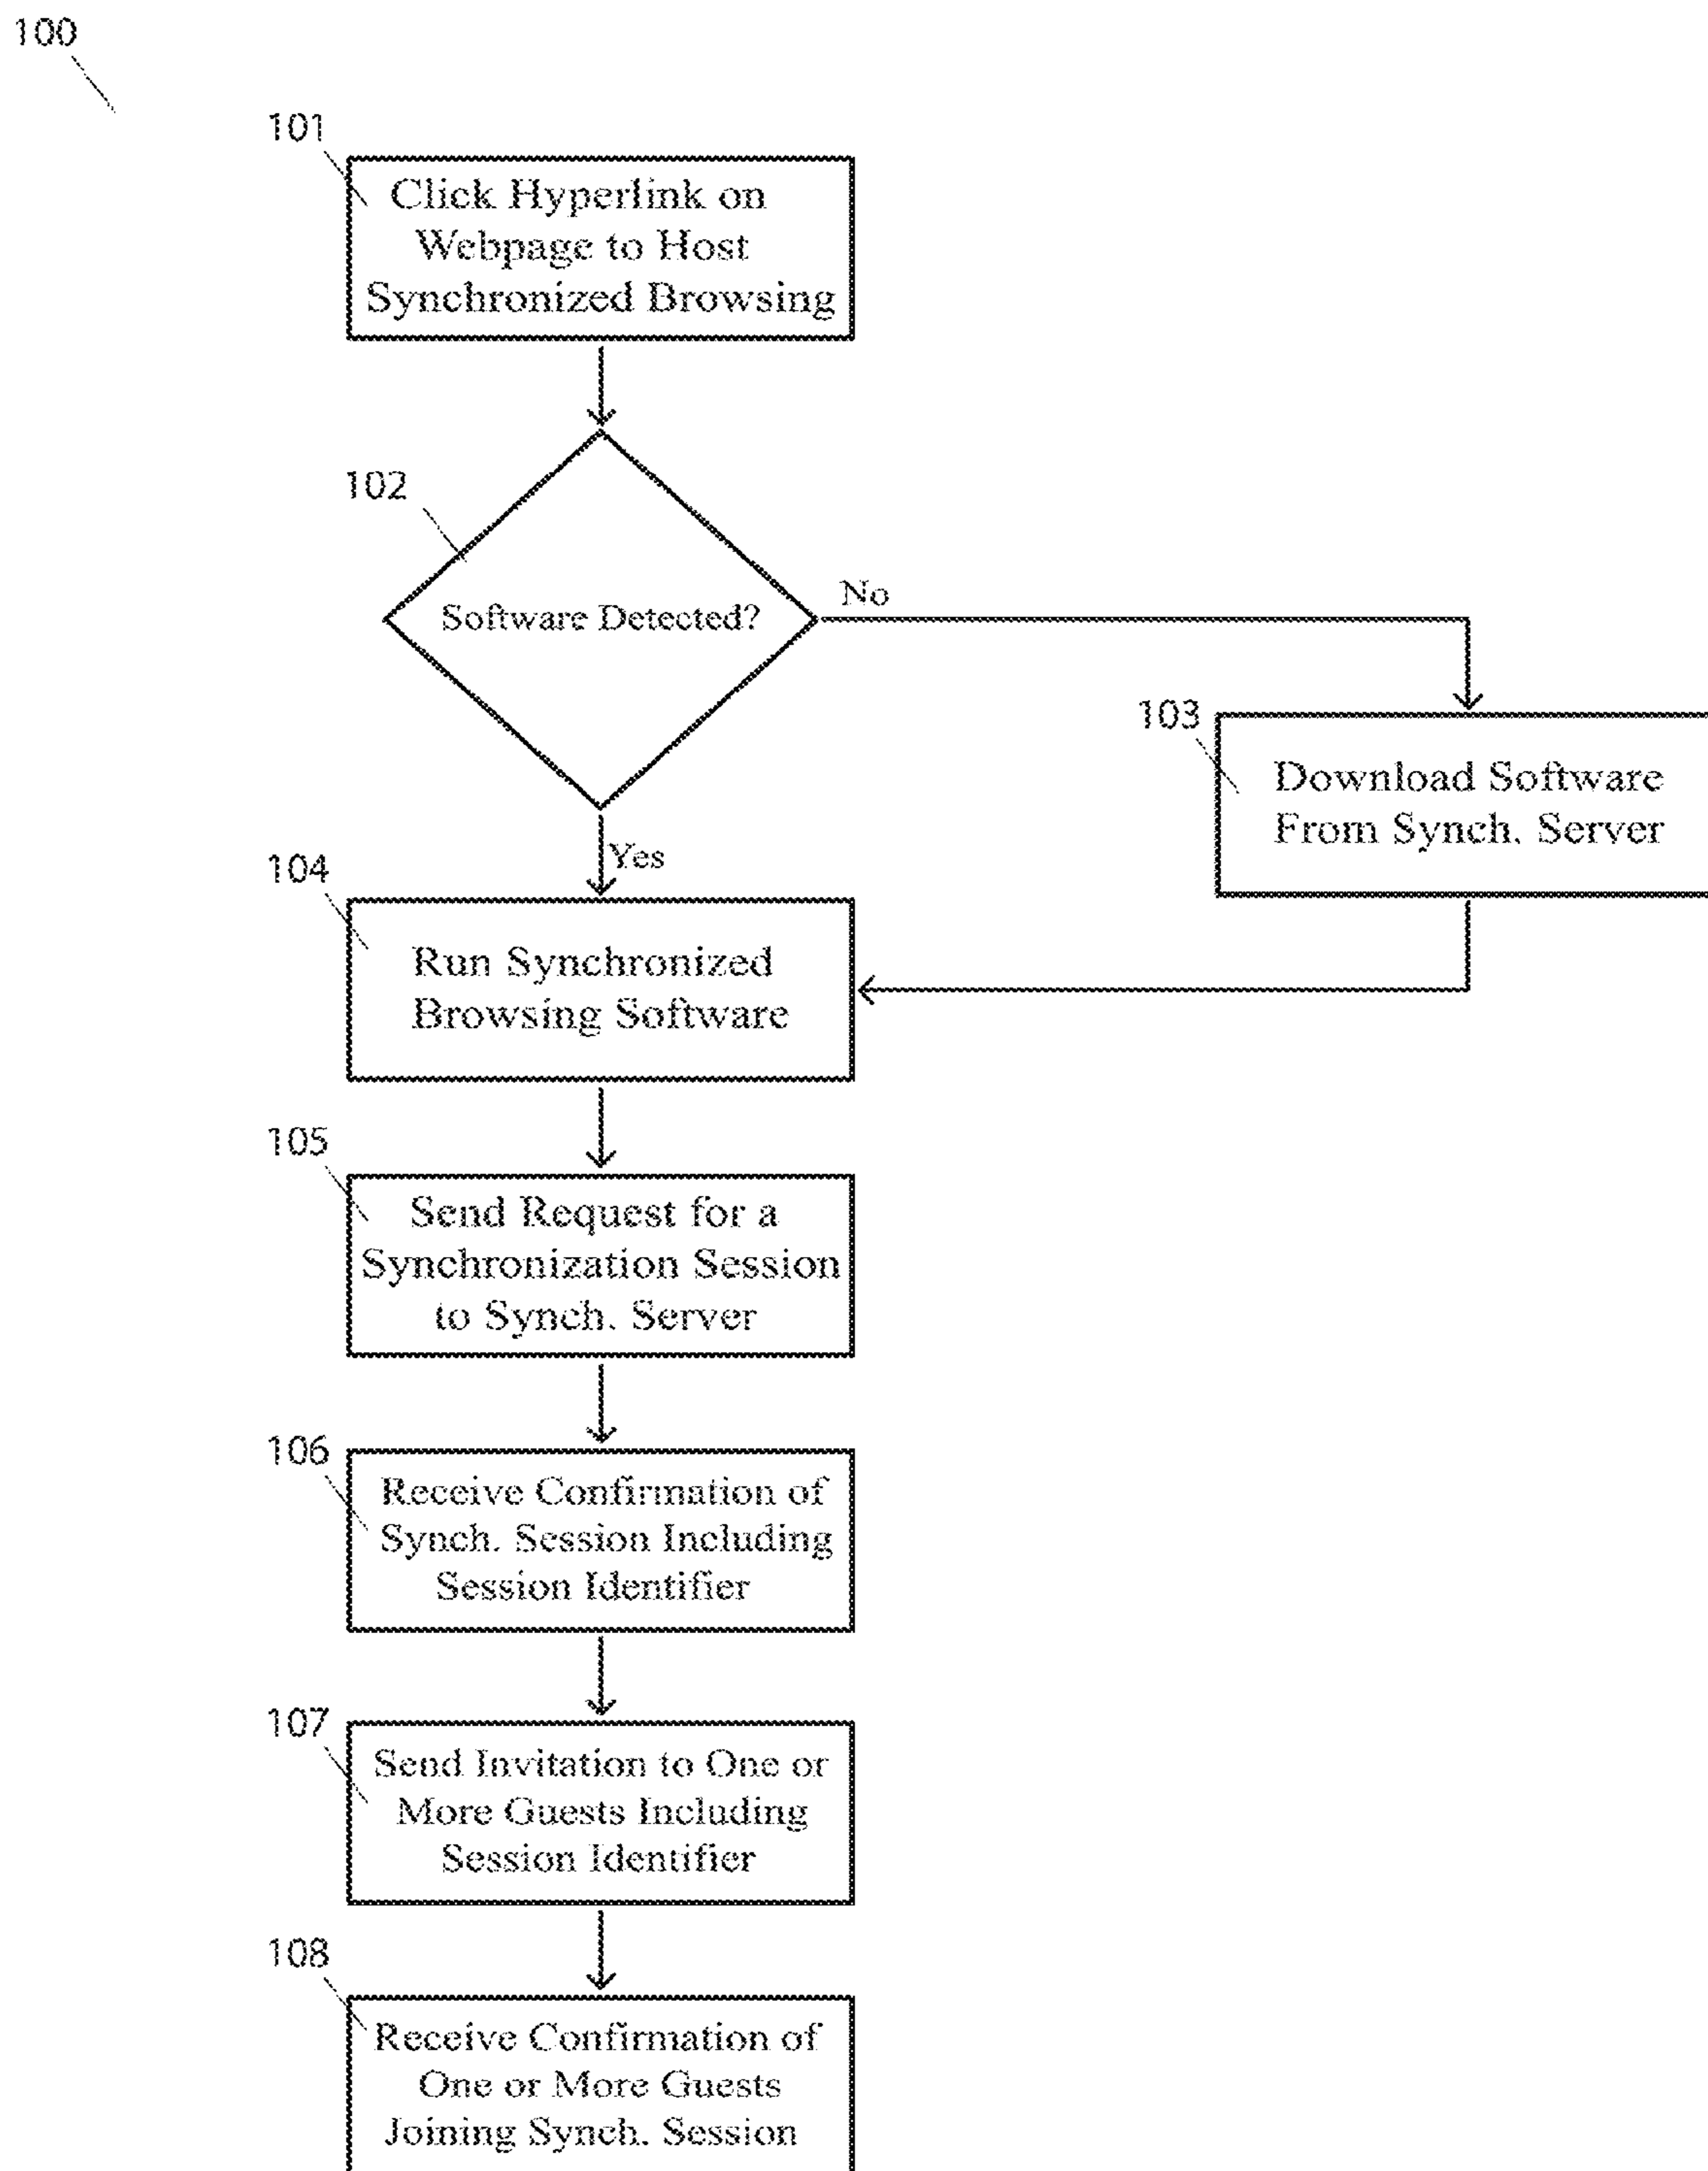 100
101
Click Hyperlink on
Webpage to Host
Synchronized Browsing
102
Software Detected?
No
103
Download Software
From Synch. Server
Yes
104
Run Synchronized
Browsing Software
105
Send Request for a
Synchronization Session
to Synch. Server
106
Receive Confirmation of
Synch. Session Including
Session Identifier
107
Send Invitation to One or
More Guests Including
Session Identifier
108
Receive Confirmation of
One or More Guests
Joining Synch. Session